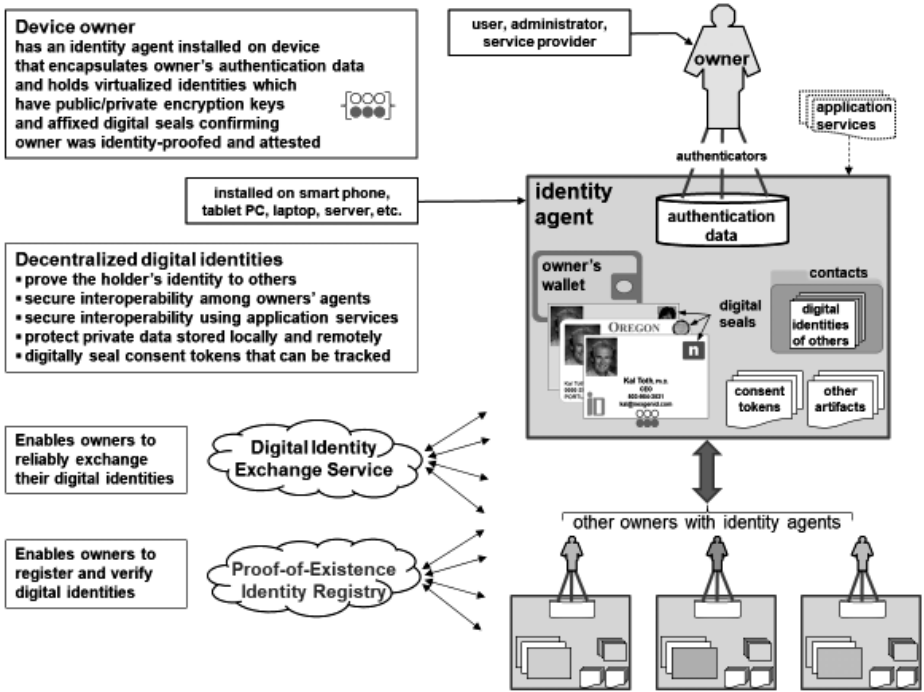 Device owner
has an identity agent installed on device
that encapsulates owner's authentication data
and holds virtualized identities which
have public/private encryption keys
and affixed digital seals confirming
owner was identity-proofed and attested
user, administrator,
service provider
owner
application
services
authenticators
installed on smart phone,
tablet PC, laptop, server, etc.
identity
agent
authentication
data
Decentralized digital identities
▪ prove the holder's identity to others
▪ secure interoperability among owners' agents
▪ secure interoperability using application services
▪ protect private data stored locally and remotely
▪ digitally seal consent tokens that can be tracked
owner's
wallet
digital
seals
contacts
digital
identities
of others
OREGON
n
Kal Toth
CEO
iD
consent
tokens
other
artifacts
Enables owners to
reliably exchange
their digital identities
Digital Identity
Exchange Service
other owners with identity agents
Enables owners to
register and verify
digital identities
Proof-of-Existence
Identity Registry